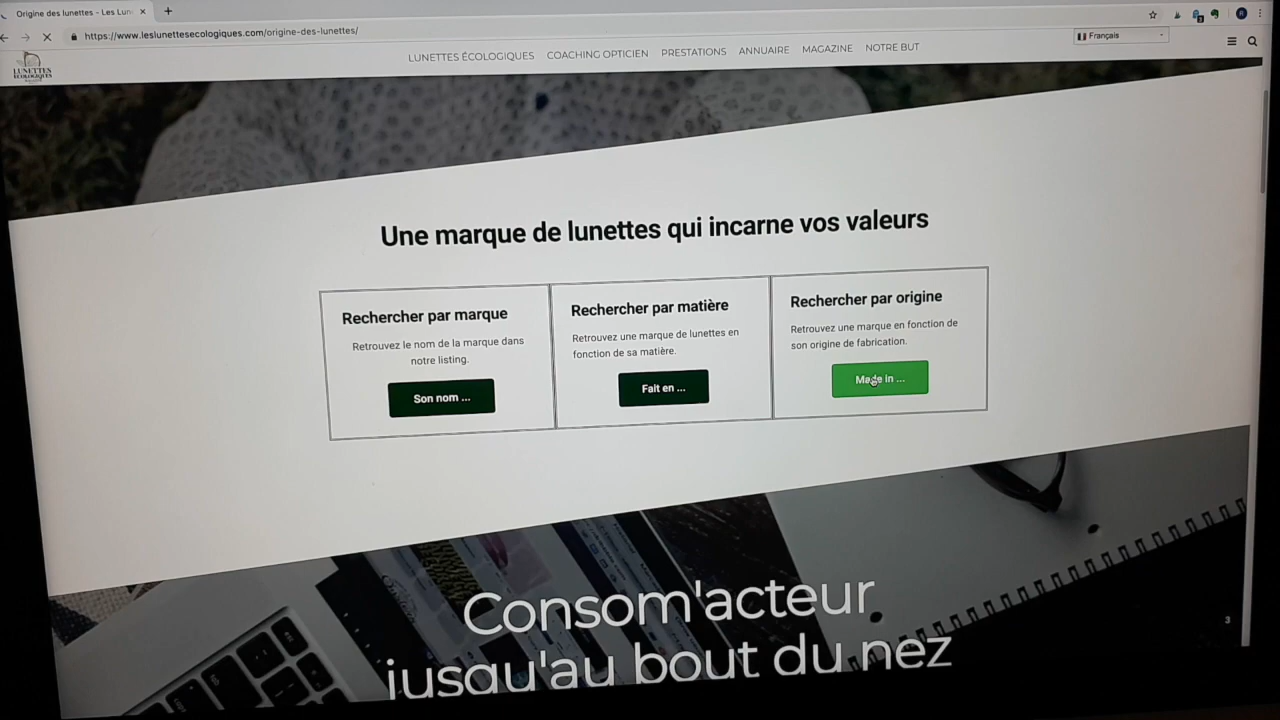 Origine des lunettes - Les Lun
https://www.leslunettesecologiques.com/origine-des-lunettes/
Français
LUNETTES ÉCOLOGIQUES
LUNETTES ÉCOLOGIQUES COACHING OPTICIEN PRESTATIONS ANNUAIRE MAGAZINE NOTRE BUT
Une marque de lunettes qui incarne vos valeurs
Rechercher par marque
Retrouvez le nom de la marque dans
notre listing.
Son nom ...
Rechercher par matière
Retrouvez une marque de lunettes en
fonction de sa matière.
Fait en ...
Rechercher par origine
Retrouvez une marque en fonction de
son origine de fabrication.
Made in ...
Consom'acteur
jusqu'au bout du nez
3